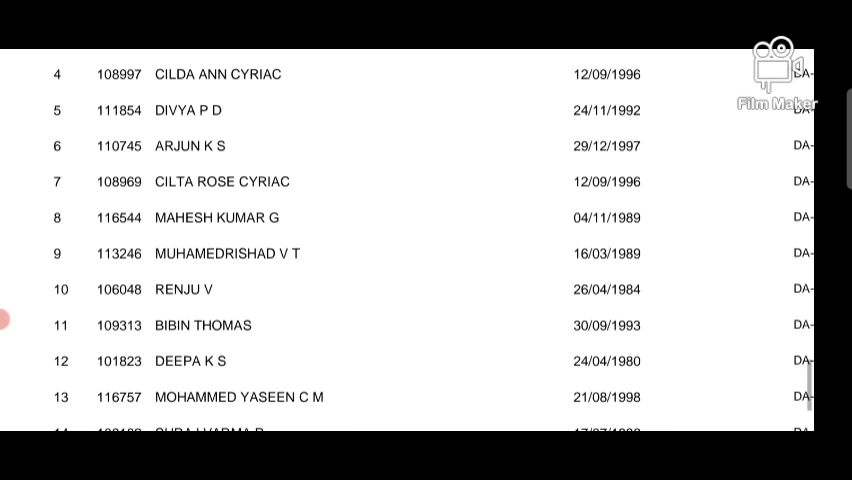 4 108997 CILDA ANN CYRIAC 12/09/1996 DA-
Film Maker
5 111854 DIVYA P D 24/11/1992 DA-
6 110745 ARJUN K S 29/12/1997 DA-
7 108969 CILTA ROSE CYRIAC 12/09/1996 DA-
8 116544 MAHESH KUMAR G 04/11/1989 DA-
9 113246 MUHAMEDRISHAD V T 16/03/1989 DA-
10 106048 RENJU V 26/04/1984 DA-
11 109313 BIBIN THOMAS 30/09/1993 DA-
12 101823 DEEPA K S 24/04/1980 DA-
13 116757 MOHAMMED YASEEN C M 21/08/1998 DA-